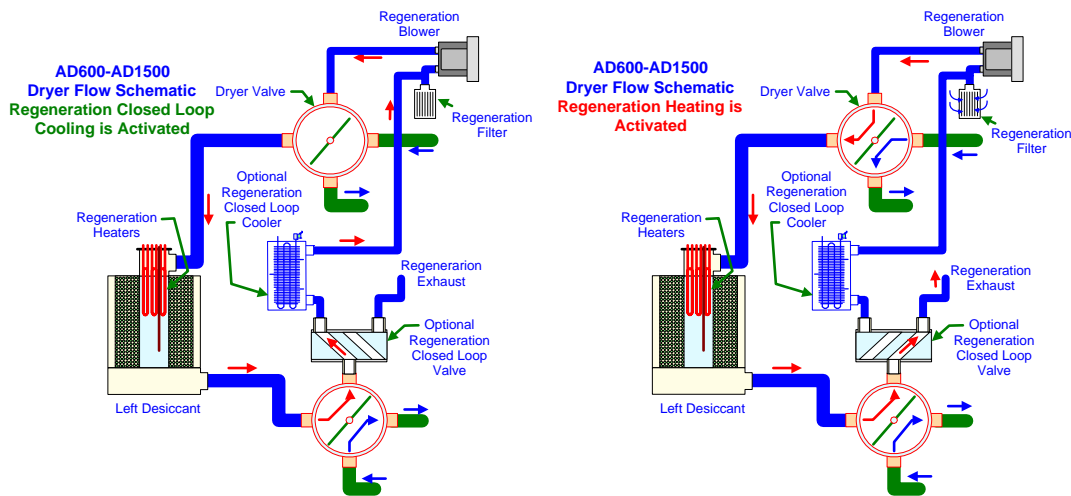 Regeneration
Blower
AD600-AD1500
Dryer Flow Schematic
Regeneration Closed Loop
Cooling is Activated
Dryer Valve
Regeneration
Filter
Optional
Regeneration
Closed Loop
Cooler
Regeneration
Heaters
Regenerarion
Exhaust
Optional
Regeneration
Closed Loop
Valve
Left Desiccant
Regeneration
Blower
AD600-AD1500
Dryer Flow Schematic
Regeneration Heating is
Activated
Dryer Valve
Regeneration
Filter
Optional
Regeneration
Closed Loop
Cooler
Regeneration
Heaters
Regeneration
Exhaust
Optional
Regeneration
Closed Loop
Valve
Left Desiccant